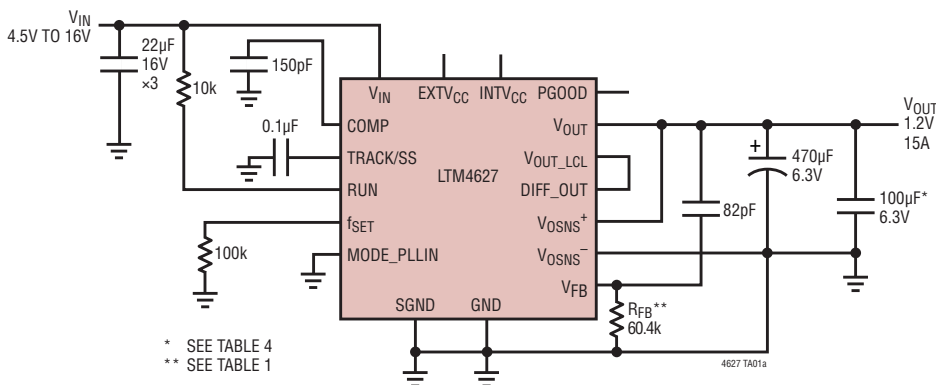 VIN
4.5V TO 16V
22µF
16V
×3
10k
150pF
0.1µF
100k
VIN
EXTVCC
INTVCC
PGOOD
COMP
TRACK/SS
RUN
fSET
MODE_PLLIN
SGND
GND
LTM4627
VOUT
VOUT_LCL
DIFF_OUT
VOSNS+
VOSNS–
VFB
82pF
RFB**
60.4k
+
470µF
6.3V
100µF*
6.3V
VOUT
1.2V
15A
* SEE TABLE 4
** SEE TABLE 1
4627 TA01a